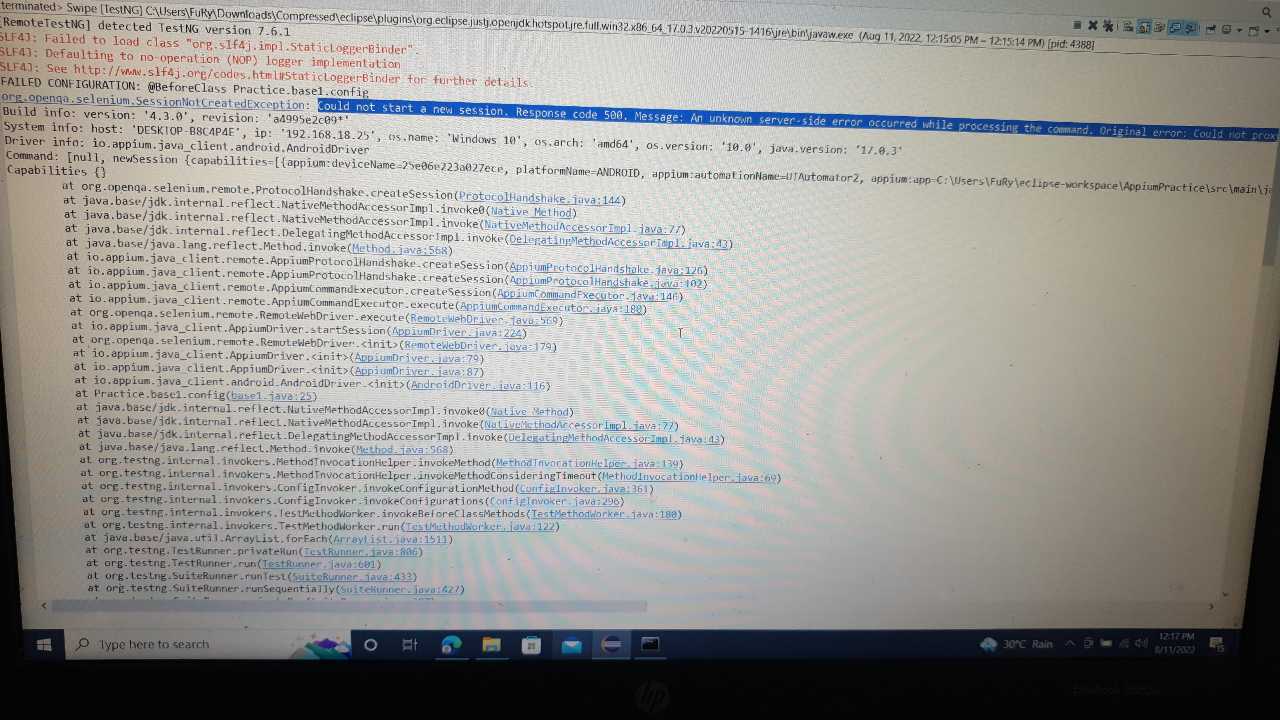 terminated> Swipe [TestNG] C:\Users\FuRy\Downloads\Compressed\eclipse\plugins\org.eclipse.justj.openjdk.hotspot.jre.full.win32.x86_64_17.0.3.v20220515-1416\jre\bin\javaw.exe (Aug 11, 2022, 12:15:05 PM – 12:15:14 PM) [pid: 4388]
[RemoteTestNG] detected TestNG version 7.6.1
SLF4J: Failed to load class "org.slf4j.impl.StaticLoggerBinder".
SLF4J: Defaulting to no-operation (NOP) logger implementation
SLF4J: See http://www.slf4j.org/codes.html#StaticLoggerBinder for further details.
FAILED CONFIGURATION: @BeforeClass Practice.base1.config
org.openqa.selenium.SessionNotCreatedException: Could not start a new session. Response code 500. Message: An unknown server-side error occurred while processing the command. Original error: Could not prox
Build info: version: '4.3.0', revision: 'a4995e2c09*'
System info: host: 'DESKTOP-B8C4P4E', ip: '192.168.18.25', os.name: 'Windows 10', os.arch: 'amd64', os.version: '10.0', java.version: '17.0.3'
Driver info: io.appium.java_client.android.AndroidDriver
Command: [null, newSession {capabilities=[{appium:deviceName=25e06e223a027ece, platformName=ANDROID, appium:automationName=UIAutomator2, appium:app=C:\Users\FuRy\eclipse-workspace\AppiumPractice\src\main\ja
Capabilities {}
at org.openqa.selenium.remote.ProtocolHandshake.createSession(ProtocolHandshake.java:144)
at java.base/jdk.internal.reflect.NativeMethodAccessorImpl.invoke0(Native Method)
at java.base/jdk.internal.reflect.NativeMethodAccessorImpl.invoke(NativeMethodAccessorImpl.java:77)
at java.base/jdk.internal.reflect.DelegatingMethodAccessorImpl.invoke(DelegatingMethodAccessorImpl.java:43)
at java.base/java.lang.reflect.Method.invoke(Method.java:568)
at io.appium.java_client.remote.AppiumProtocolHandshake.createSession(AppiumProtocolHandshake.java:126)
at io.appium.java_client.remote.AppiumProtocolHandshake.createSession(AppiumProtocolHandshake.java:102)
at io.appium.java_client.remote.AppiumCommandExecutor.createSession(AppiumCommandExecutor.java:146)
at io.appium.java_client.remote.AppiumCommandExecutor.execute(AppiumCommandExecutor.java:180)
at org.openqa.selenium.remote.RemoteWebDriver.execute(RemoteWebDriver.java:569)
at io.appium.java_client.AppiumDriver.startSession(AppiumDriver.java:224)
at org.openqa.selenium.remote.RemoteWebDriver.<init>(RemoteWebDriver.java:179)
at io.appium.java_client.AppiumDriver.<init>(AppiumDriver.java:79)
at io.appium.java_client.AppiumDriver.<init>(AppiumDriver.java:87)
at io.appium.java_client.android.AndroidDriver.<init>(AndroidDriver.java:116)
at Practice.base1.config(base1.java:25)
at java.base/jdk.internal.reflect.NativeMethodAccessorImpl.invoke0(Native Method)
at java.base/jdk.internal.reflect.NativeMethodAccessorImpl.invoke(NativeMethodAccessorImpl.java:77)
at java.base/jdk.internal.reflect.DelegatingMethodAccessorImpl.invoke(DelegatingMethodAccessorImpl.java:43)
at java.base/java.lang.reflect.Method.invoke(Method.java:568)
at org.testng.internal.invokers.MethodInvocationHelper.invokeMethod(MethodInvocationHelper.java:139)
at org.testng.internal.invokers.MethodInvocationHelper.invokeMethodConsideringTimeout(MethodInvocationHelper.java:69)
at org.testng.internal.invokers.ConfigInvoker.invokeConfigurationMethod(ConfigInvoker.java:361)
at org.testng.internal.invokers.ConfigInvoker.invokeConfigurations(ConfigInvoker.java:296)
at org.testng.internal.invokers.TestMethodWorker.invokeBeforeClassMethods(TestMethodWorker.java:180)
at org.testng.internal.invokers.TestMethodWorker.run(TestMethodWorker.java:122)
at java.base/java.util.ArrayList.forEach(ArrayList.java:1511)
at org.testng.TestRunner.privateRun(TestRunner.java:806)
at org.testng.TestRunner.run(TestRunner.java:601)
at org.testng.SuiteRunner.runTest(SuiteRunner.java:433)
at org.testng.SuiteRunner.runSequentially(SuiteRunner.java:427)
Type here to search
30°C Rain
12:17 PM
8/11/2022
15
hp